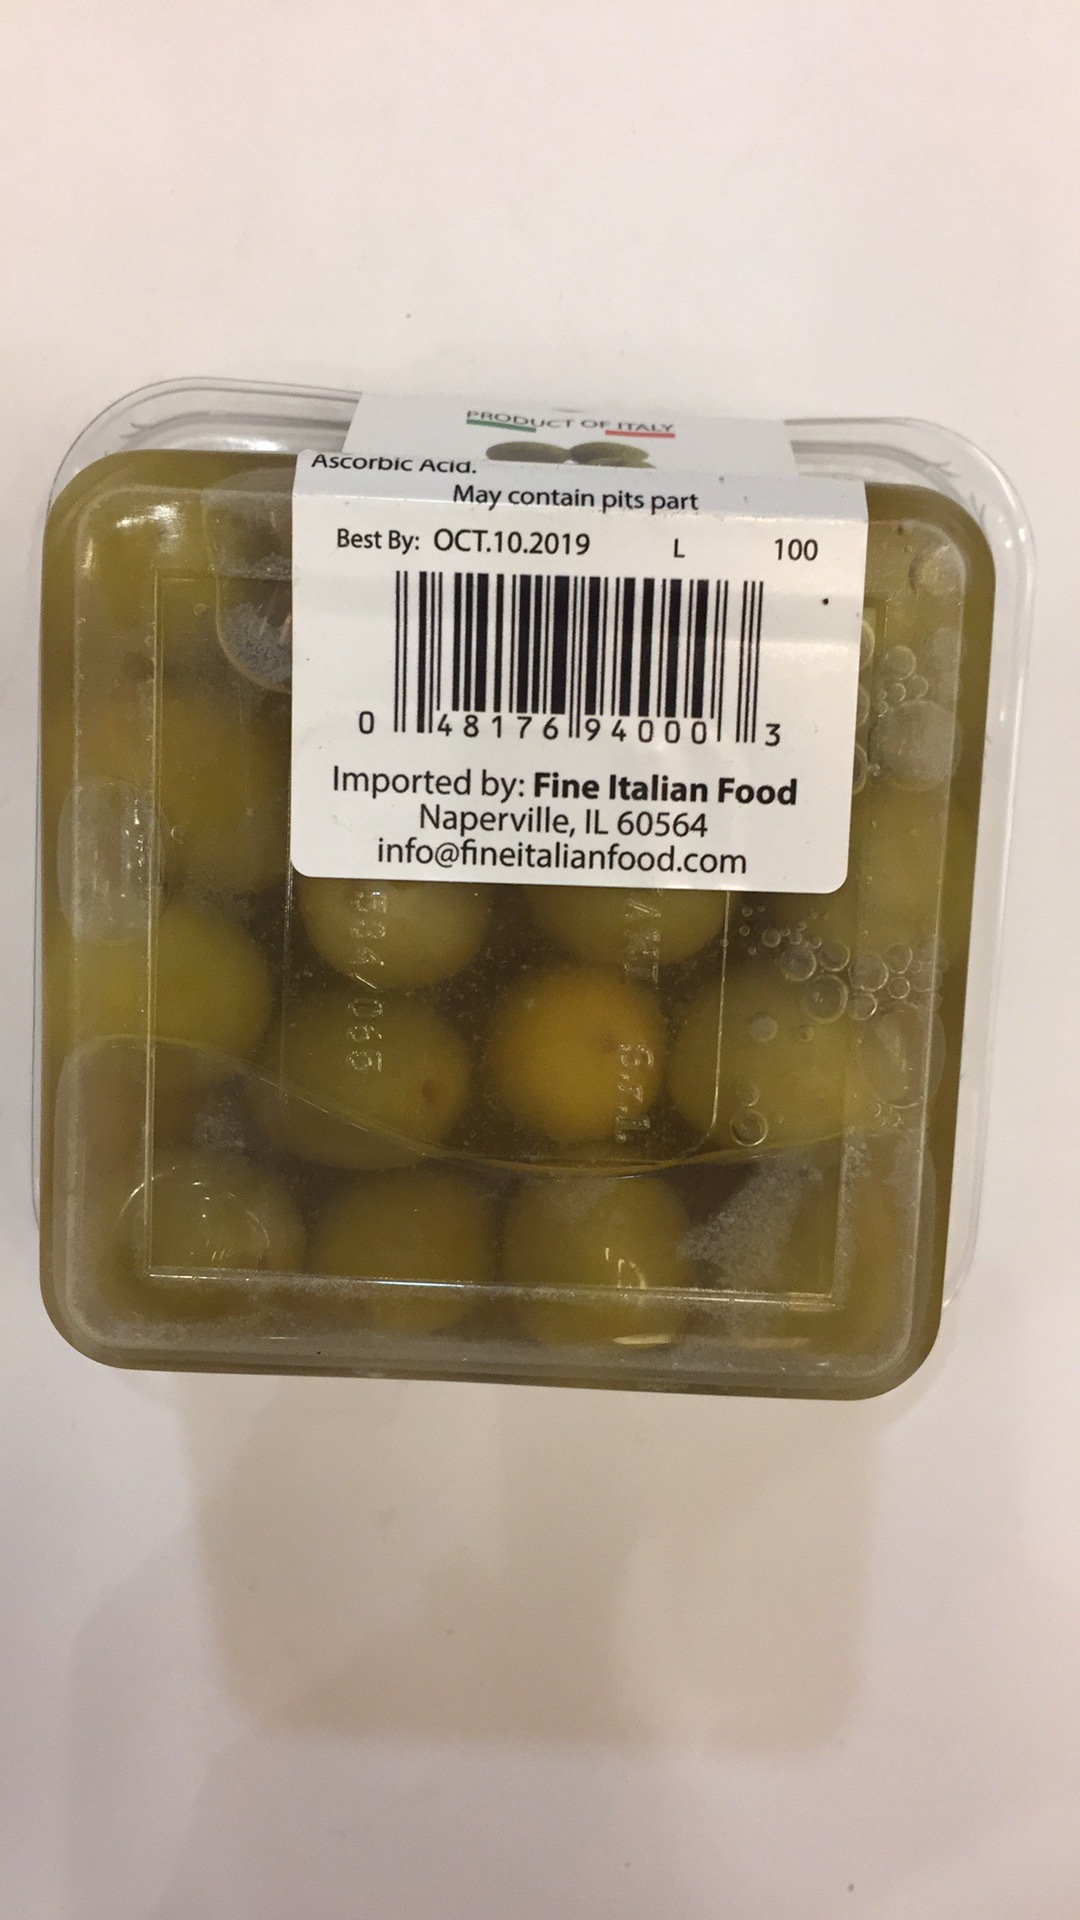 PRODUCT OF ITALY
Ascorbic Acid.
May contain pits part
Best By: OCT.10.2019 L 100
0 48176 94000 3
Imported by: Fine Italian Food
Naperville, IL 60564
info@fineitalianfood.com